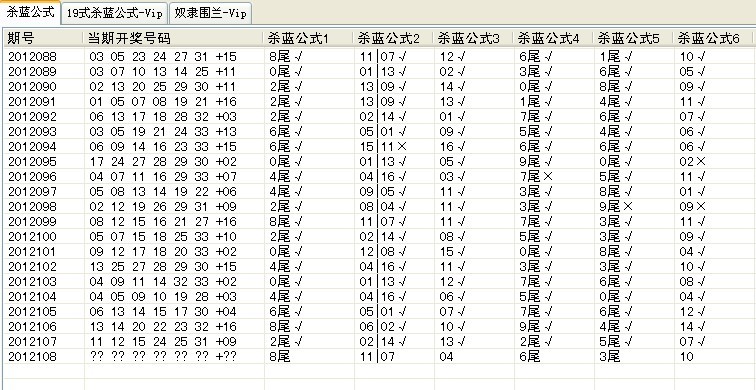 杀蓝公式 19式杀蓝公式-Vip 奴隶围兰-Vip
期号 当期开奖号码 杀蓝公式1 杀蓝公式2 杀蓝公式3 杀蓝公式4 杀蓝公式5 杀蓝公式6
2012088 03 05 23 24 27 31 +15 8尾√ 11|07√ 12√ 6尾√ 1尾√ 10√
2012089 03 07 10 13 14 25 +11 0尾√ 01|13√ 02√ 3尾√ 6尾√ 05√
2012090 02 13 20 25 29 30 +11 2尾√ 13|09√ 14√ 0尾√ 8尾√ 09√
2012091 01 05 07 08 19 21 +16 2尾√ 13|09√ 13√ 1尾√ 4尾√ 11√
2012092 06 13 17 18 28 32 +03 2尾√ 02|14√ 01√ 7尾√ 6尾√ 07√
2012093 03 05 19 21 24 33 +13 6尾√ 05|01√ 09√ 5尾√ 4尾√ 06√
2012094 06 09 14 16 23 33 +15 6尾√ 15|11× 16√ 6尾√ 6尾√ 06√
2012095 17 24 27 28 29 30 +02 0尾√ 01|13√ 05√ 9尾√ 0尾√ 02×
2012096 04 07 11 16 29 33 +07 4尾√ 04|16√ 03√ 7尾× 5尾√ 11√
2012097 05 08 13 14 19 22 +06 4尾√ 09|05√ 11√ 3尾√ 8尾√ 01√
2012098 02 12 19 26 29 31 +09 2尾√ 08|04√ 11√ 3尾√ 9尾× 09×
2012099 08 12 15 16 21 27 +16 8尾√ 11|07√ 11√ 7尾√ 3尾√ 11√
2012100 05 07 15 18 25 33 +10 2尾√ 02|14√ 08√ 5尾√ 4尾√ 09√
2012101 09 12 17 18 20 33 +02 0尾√ 12|08√ 15√ 0尾√ 8尾√ 04√
2012102 13 25 27 28 29 30 +15 4尾√ 04|16√ 11√ 3尾√ 3尾√ 10√
2012103 04 09 11 14 32 33 +02 0尾√ 01|13√ 12√ 7尾√ 6尾√ 08√
2012104 04 05 09 10 19 28 +03 4尾√ 04|16√ 06√ 5尾√ 0尾√ 04√
2012105 06 13 14 15 17 30 +04 6尾√ 05|01√ 07√ 7尾√ 6尾√ 12√
2012106 13 14 20 22 23 32 +16 8尾√ 06|02√ 10√ 9尾√ 4尾√ 14√
2012107 11 12 15 24 25 31 +09 2尾√ 02|14√ 13√ 2尾√ 5尾√ 07√
2012108 ?? ?? ?? ?? ?? ?? +?? 8尾 11|07 04 6尾 3尾 10